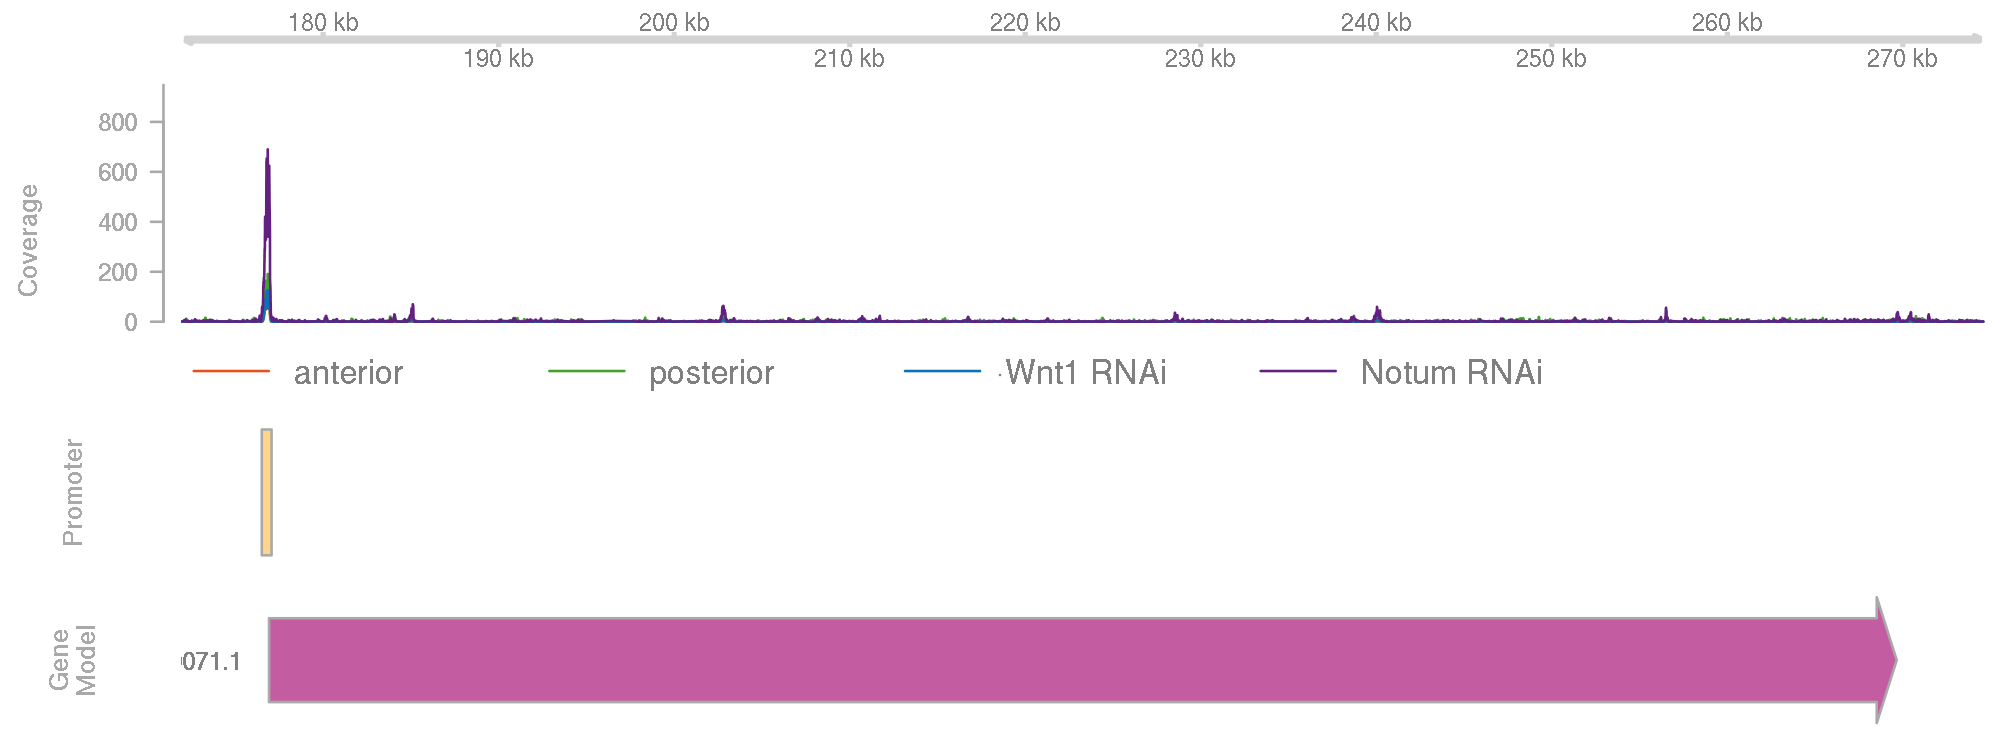 180 kb 200 kb 220 kb 240 kb 260 kb
190 kb 210 kb 230 kb 250 kb 270 kb
Coverage
800
600
400
200
0
anterior posterior Wnt1 RNAi Notum RNAi
Promoter
Gene
Model
071.1